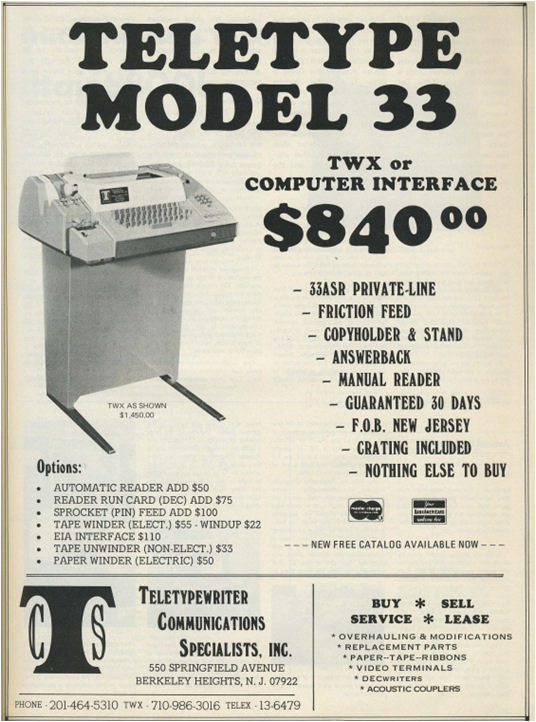 TELETYPE
MODEL 33
TWX or
COMPUTER INTERFACE
$840.00
– 33ASR PRIVATE-LINE
– FRICTION FEED
– COPYHOLDER & STAND
– ANSWERBACK
– MANUAL READER
– GUARANTEED 30 DAYS
– F.O.B. NEW JERSEY
– CRATING INCLUDED
– NOTHING ELSE TO BUY
TWX AS SHOWN
$1,450.00
Options:
• AUTOMATIC READER ADD $50
• READER RUN CARD (DEC) ADD $75
• SPROCKET (PIN) FEED ADD $100
• TAPE WINDER (ELECT.) $55 - WINDUP $22
• EIA INTERFACE $110
• TAPE UNWINDER (NON-ELECT.) $33
• PAPER WINDER (ELECTRIC) $50
master charge
BANKAMERICARD
– – – NEW FREE CATALOG AVAILABLE NOW – – –
CTS
TELETYPEWRITER
COMMUNICATIONS
SPECIALISTS, INC.
550 SPRINGFIELD AVENUE
BERKELEY HEIGHTS, N. J. 07922
PHONE - 201-464-5310 TWX - 710-986-3016 TELEX - 13-6479
BUY * SELL
SERVICE * LEASE
* OVERHAULING & MODIFICATIONS
* REPLACEMENT PARTS
* PAPER--TAPE--RIBBONS
* VIDEO TERMINALS
* DECWRITERS
* ACOUSTIC COUPLERS